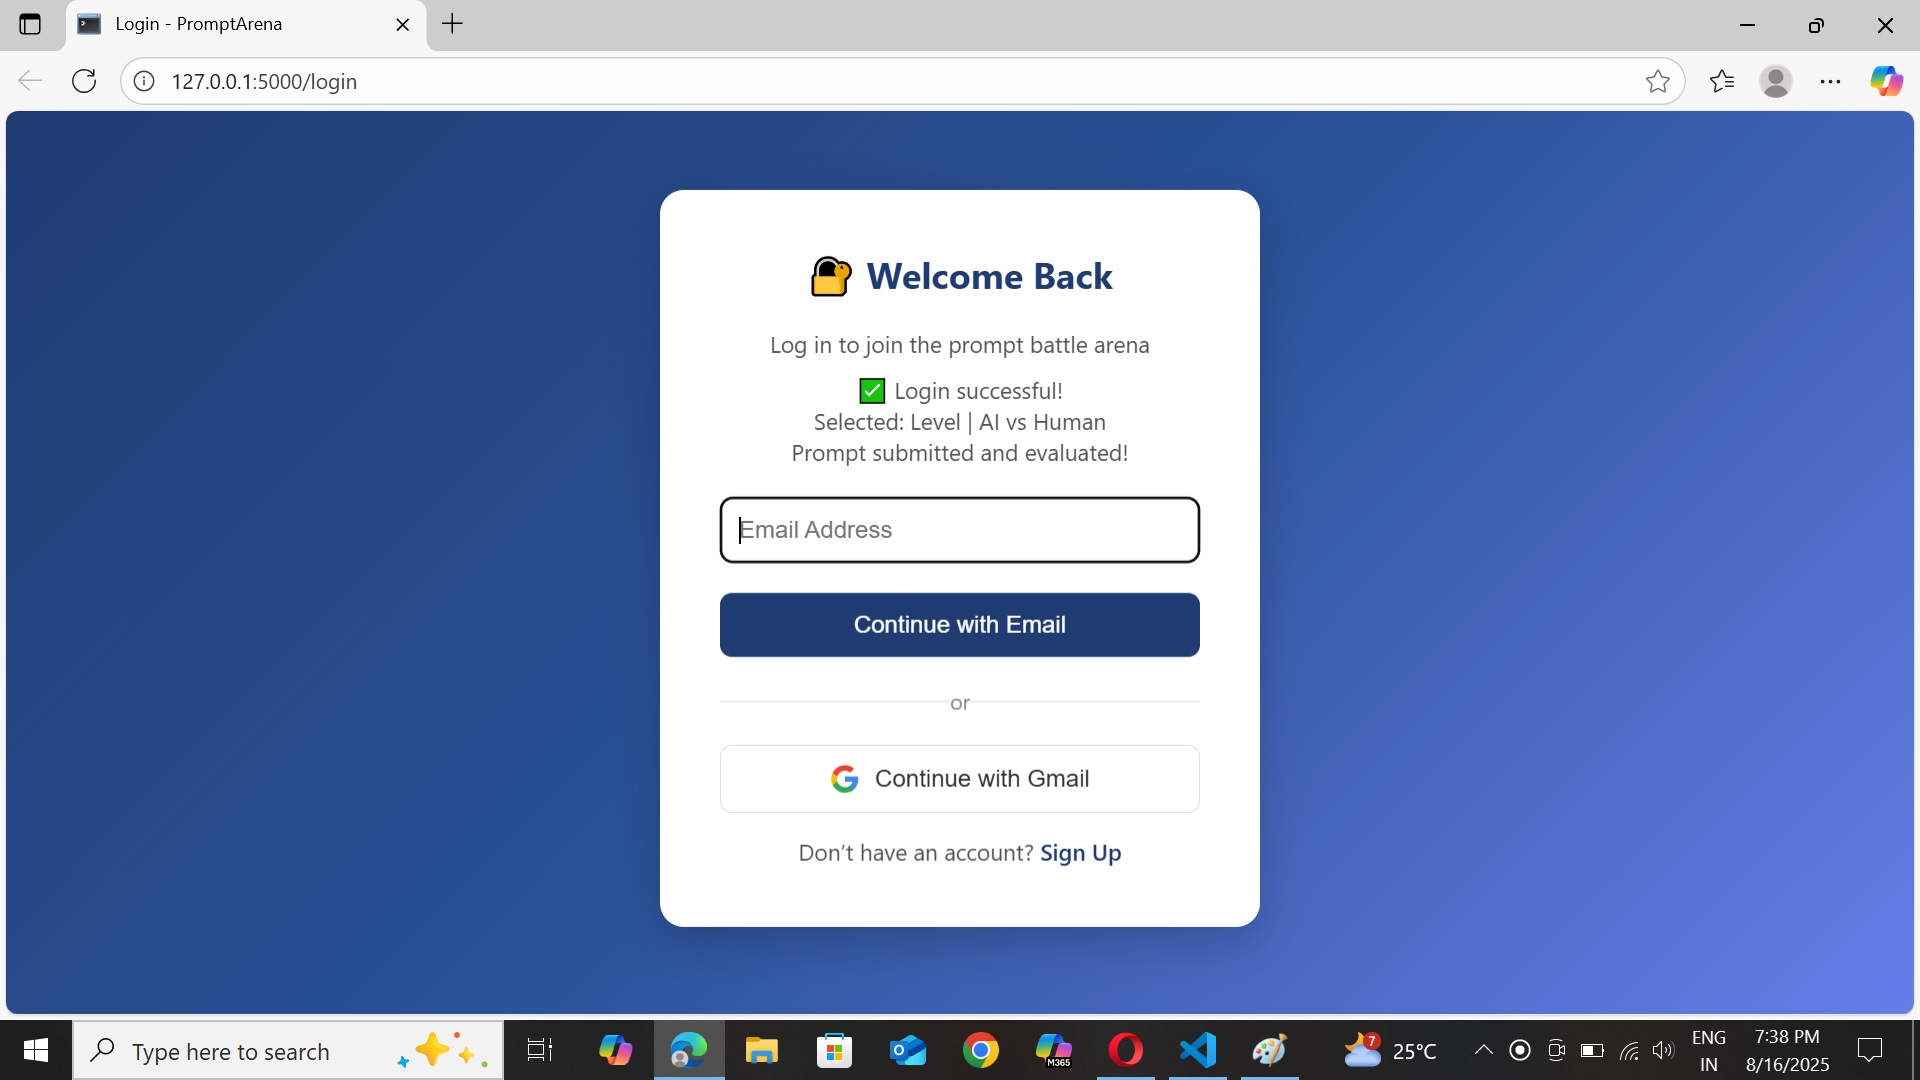 Login - PromptArena
127.0.0.1:5000/login
Welcome Back
Log in to join the prompt battle arena
✅ Login successful!
Selected: Level | AI vs Human
Prompt submitted and evaluated!
Email Address
Continue with Email
or
Continue with Gmail
Don’t have an account? Sign Up
Type here to search
M365
7
25°C
ENG
IN
7:38 PM
8/16/2025